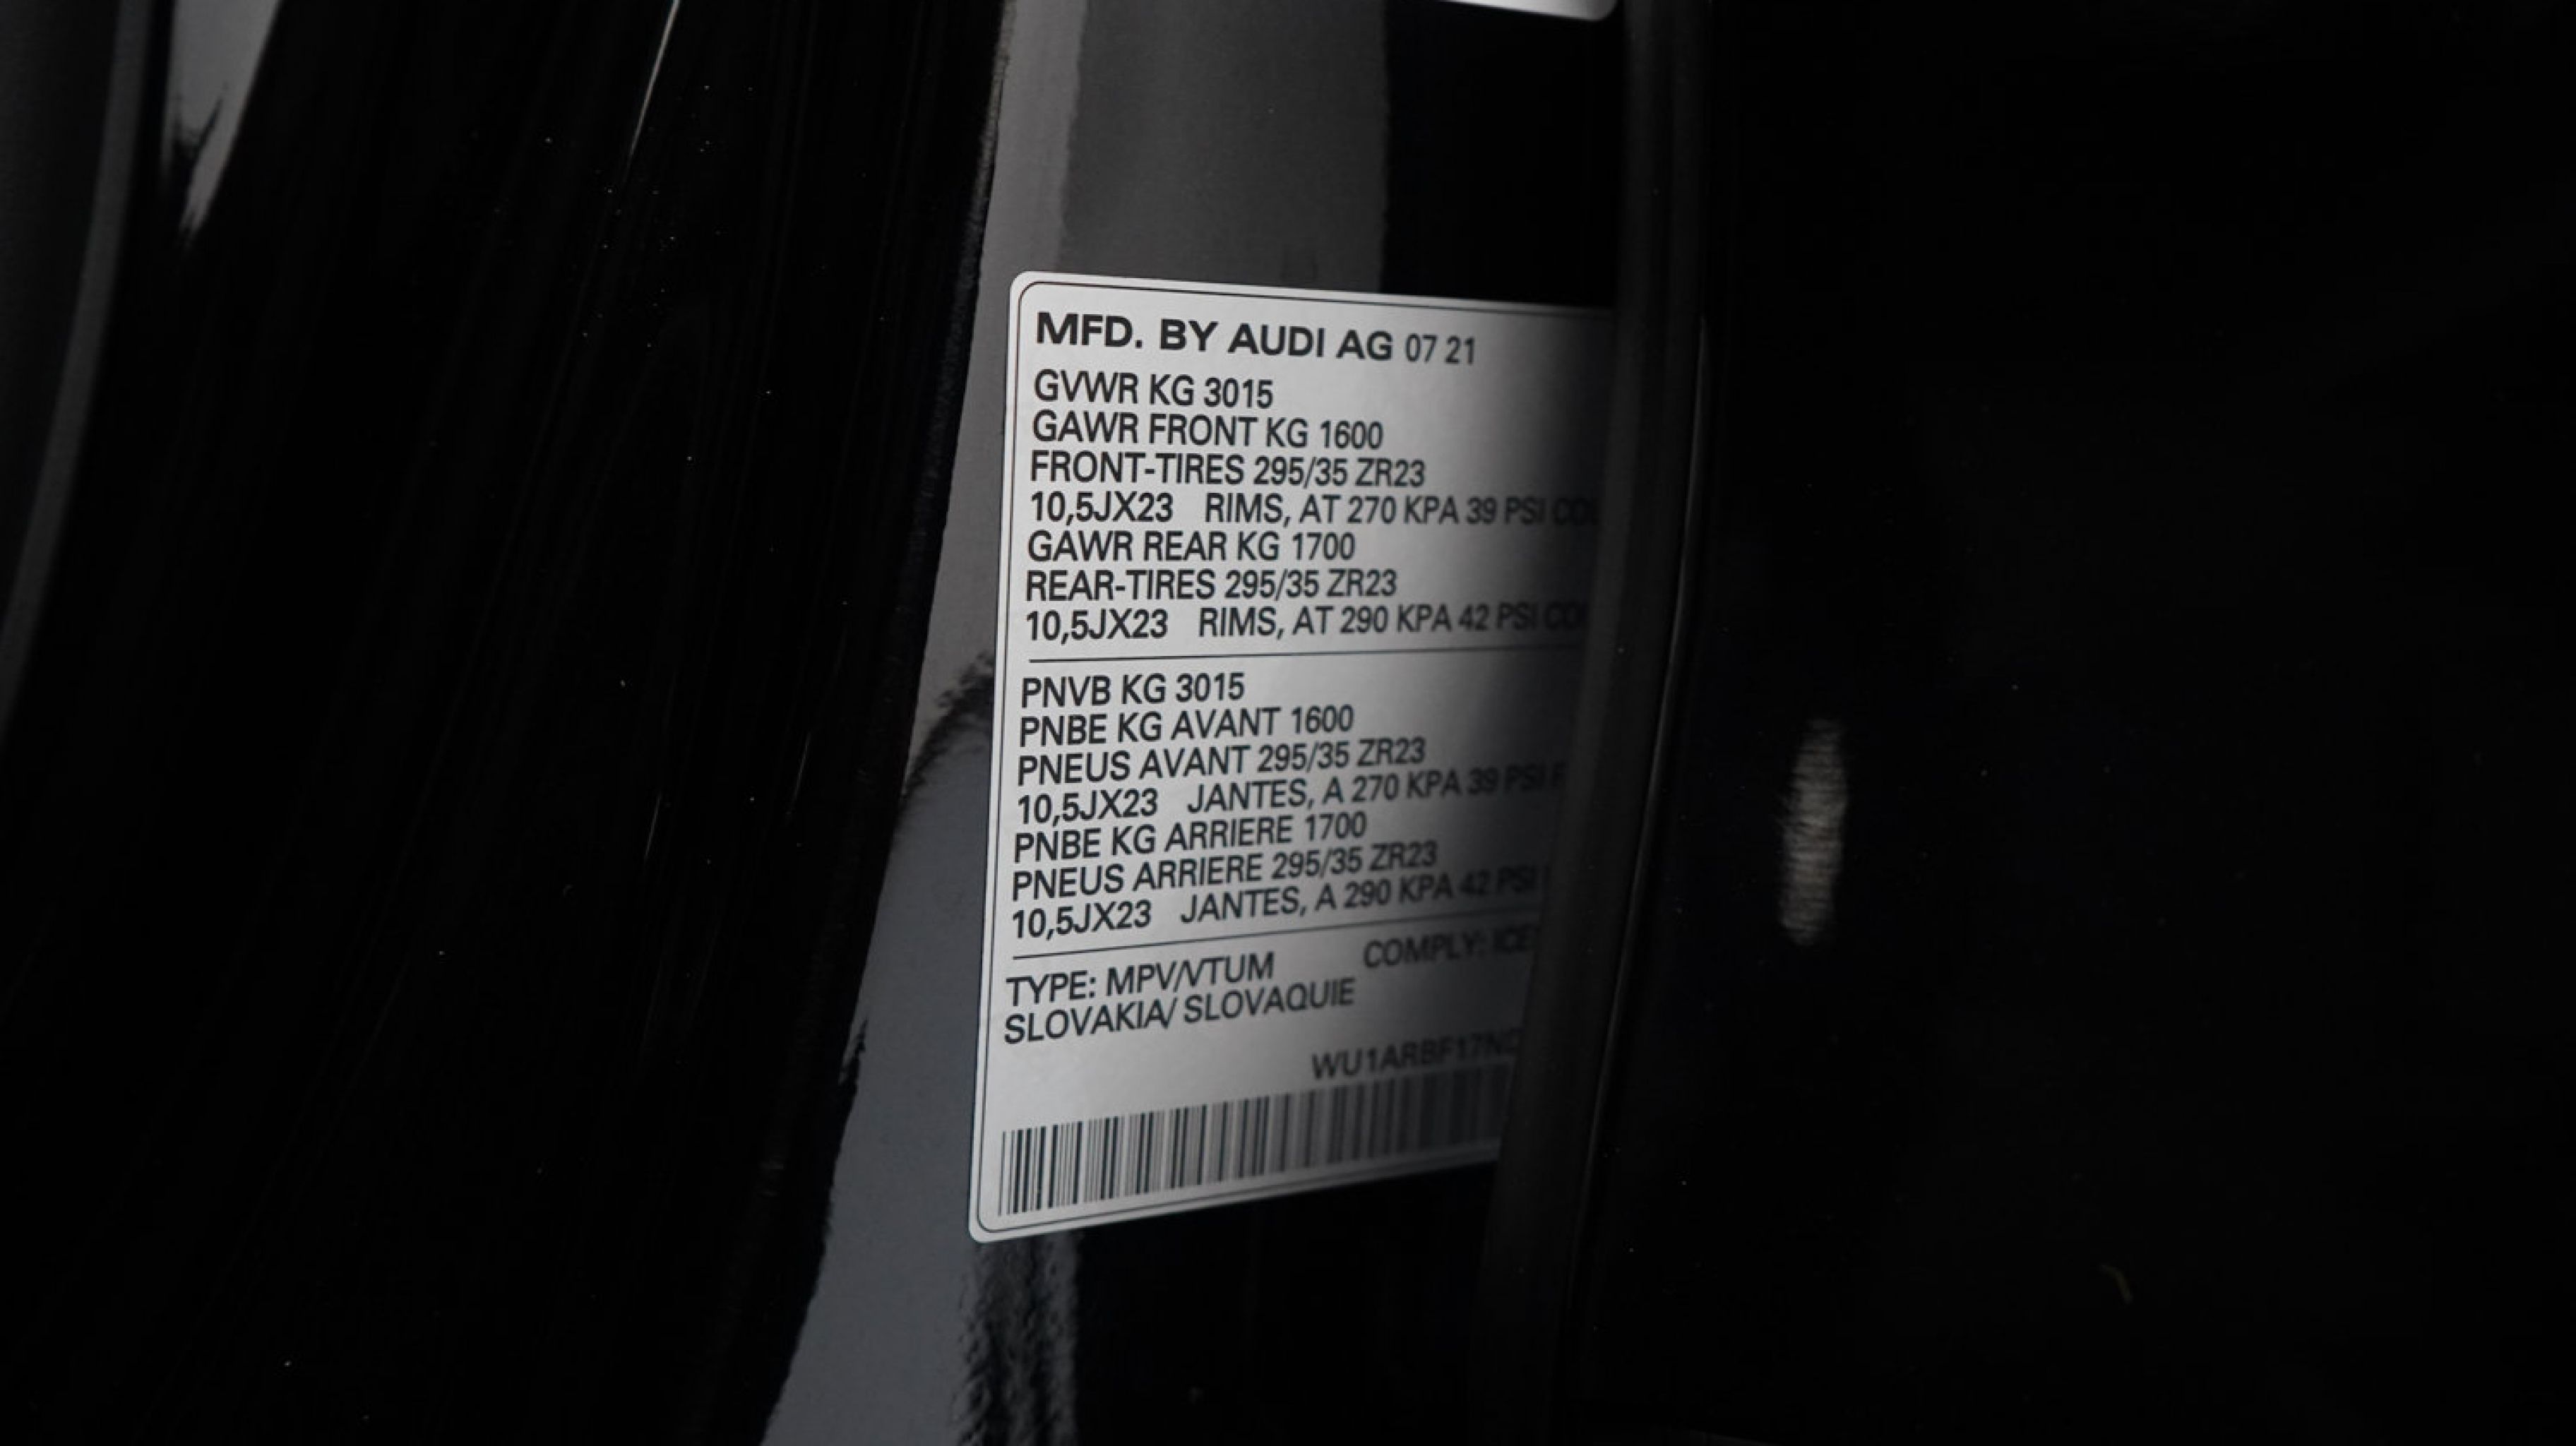 MFD. BY AUDI AG 07 21
GVWR KG 3015
GAWR FRONT KG 1600
FRONT-TIRES 295/35 ZR23
10,5JX23 RIMS, AT 270 KPA 39 PSI
GAWR REAR KG 1700
REAR-TIRES 295/35 ZR23
10,5JX23 RIMS, AT 290 KPA 42 PSI
PNVB KG 3015
PNBE KG AVANT 1600
PNEUS AVANT 295/35 ZR23
10,5JX23 JANTES, A 270 KPA 39 PSI
PNBE KG ARRIERE 1700
PNEUS ARRIERE 295/35 ZR23
10,5JX23 JANTES, A 290 KPA 42 PSI
TYPE: MPV/VTUM COMPLY:
SLOVAKIA/ SLOVAQUIE